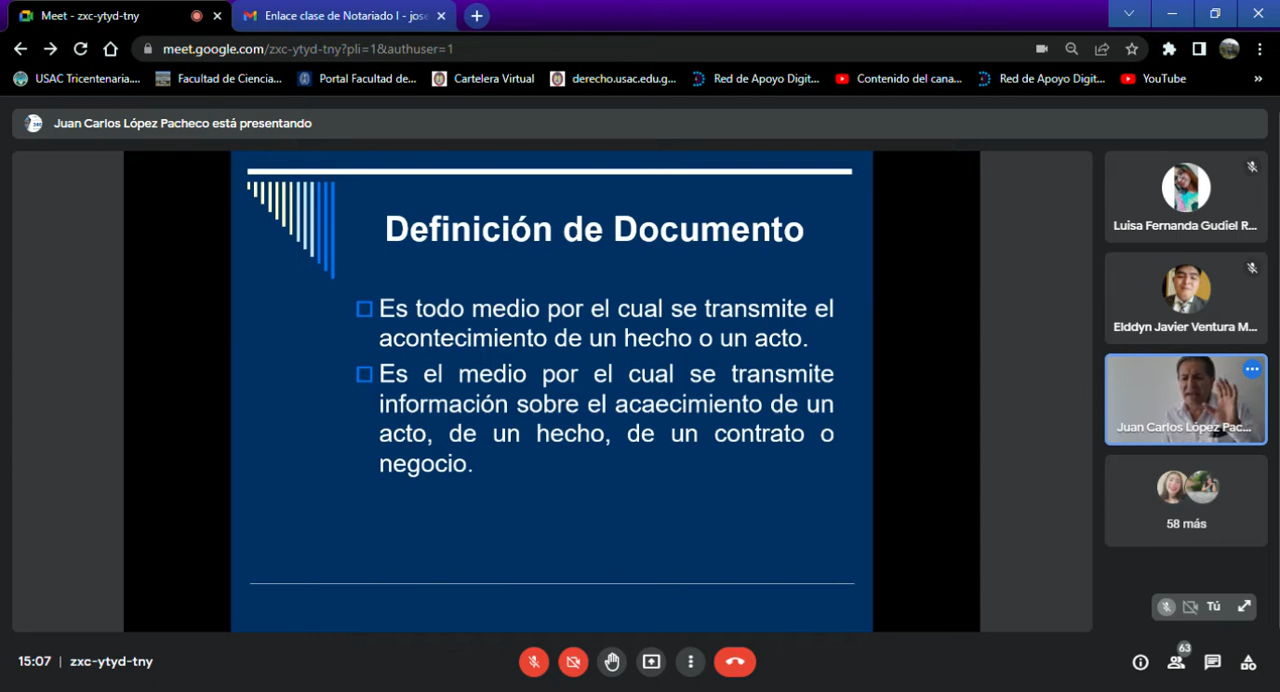 Meet - zxc-ytyd-tny
Enlace clase de Notariado I - jose
meet.google.com/zxc-ytyd-tny?pli=1&authuser=1
USAC Tricentenaria....
Facultad de Ciencia...
Portal Facultad de...
Cartelera Virtual
derecho.usac.edu.g...
Red de Apoyo Digit...
Contenido del cana...
Red de Apoyo Digit...
YouTube
»
Juan Carlos López Pacheco está presentando
Definición de Documento
Es todo medio por el cual se transmite el
acontecimiento de un hecho o un acto.
Es el medio por el cual se transmite
información sobre el acaecimiento de un
acto, de un hecho, de un contrato o
negocio.
Luisa Fernanda Gudiel R...
Elddyn Javier Ventura M...
Juan Carlos López Pac...
58 más
Tú
15:07 | zxc-ytyd-tny
63